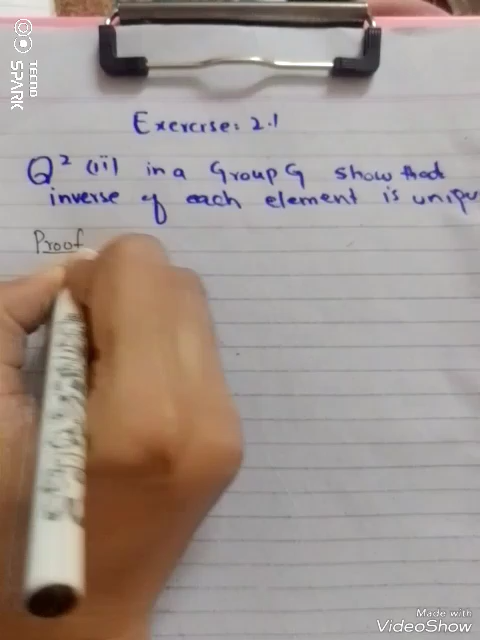 TECNO
SPARK
Exercise: 2.1
Q2 (ii) in a Group G show that
inverse of each element is uniqu
Proof
Made with
VideoShow